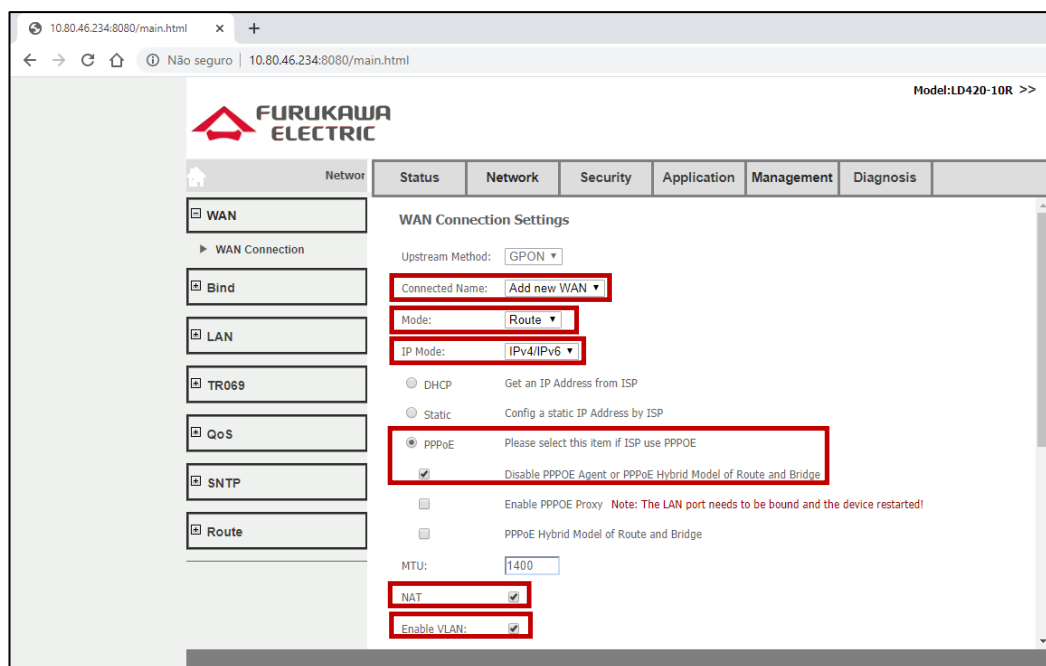 10.80.46.234:8080/main.html
Não seguro | 10.80.46.234:8080/main.html
Model:LD420-10R >>
FURUKAWA
ELECTRIC
Networ
Status Network Security Application Management Diagnosis
WAN
WAN Connection
Bind
LAN
TR069
QoS
SNTP
Route
WAN Connection Settings
Upstream Method: GPON
Connected Name: Add new WAN
Mode: Route
IP Mode: IPv4/IPv6
DHCP Get an IP Address from ISP
Static Config a static IP Address by ISP
PPPoE Please select this item if ISP use PPPOE
Disable PPPOE Agent or PPPoE Hybrid Model of Route and Bridge
Enable PPPOE Proxy Note: The LAN port needs to be bound and the device restarted!
PPPoE Hybrid Model of Route and Bridge
MTU: 1400
NAT
Enable VLAN: